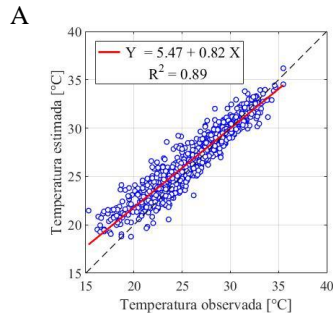 A
Y = 5.47 + 0.82 X
R² = 0.89
40
35
30
25
20
15
Temperatura estimada [°C]
15 20 25 30 35 40
Temperatura observada [°C]